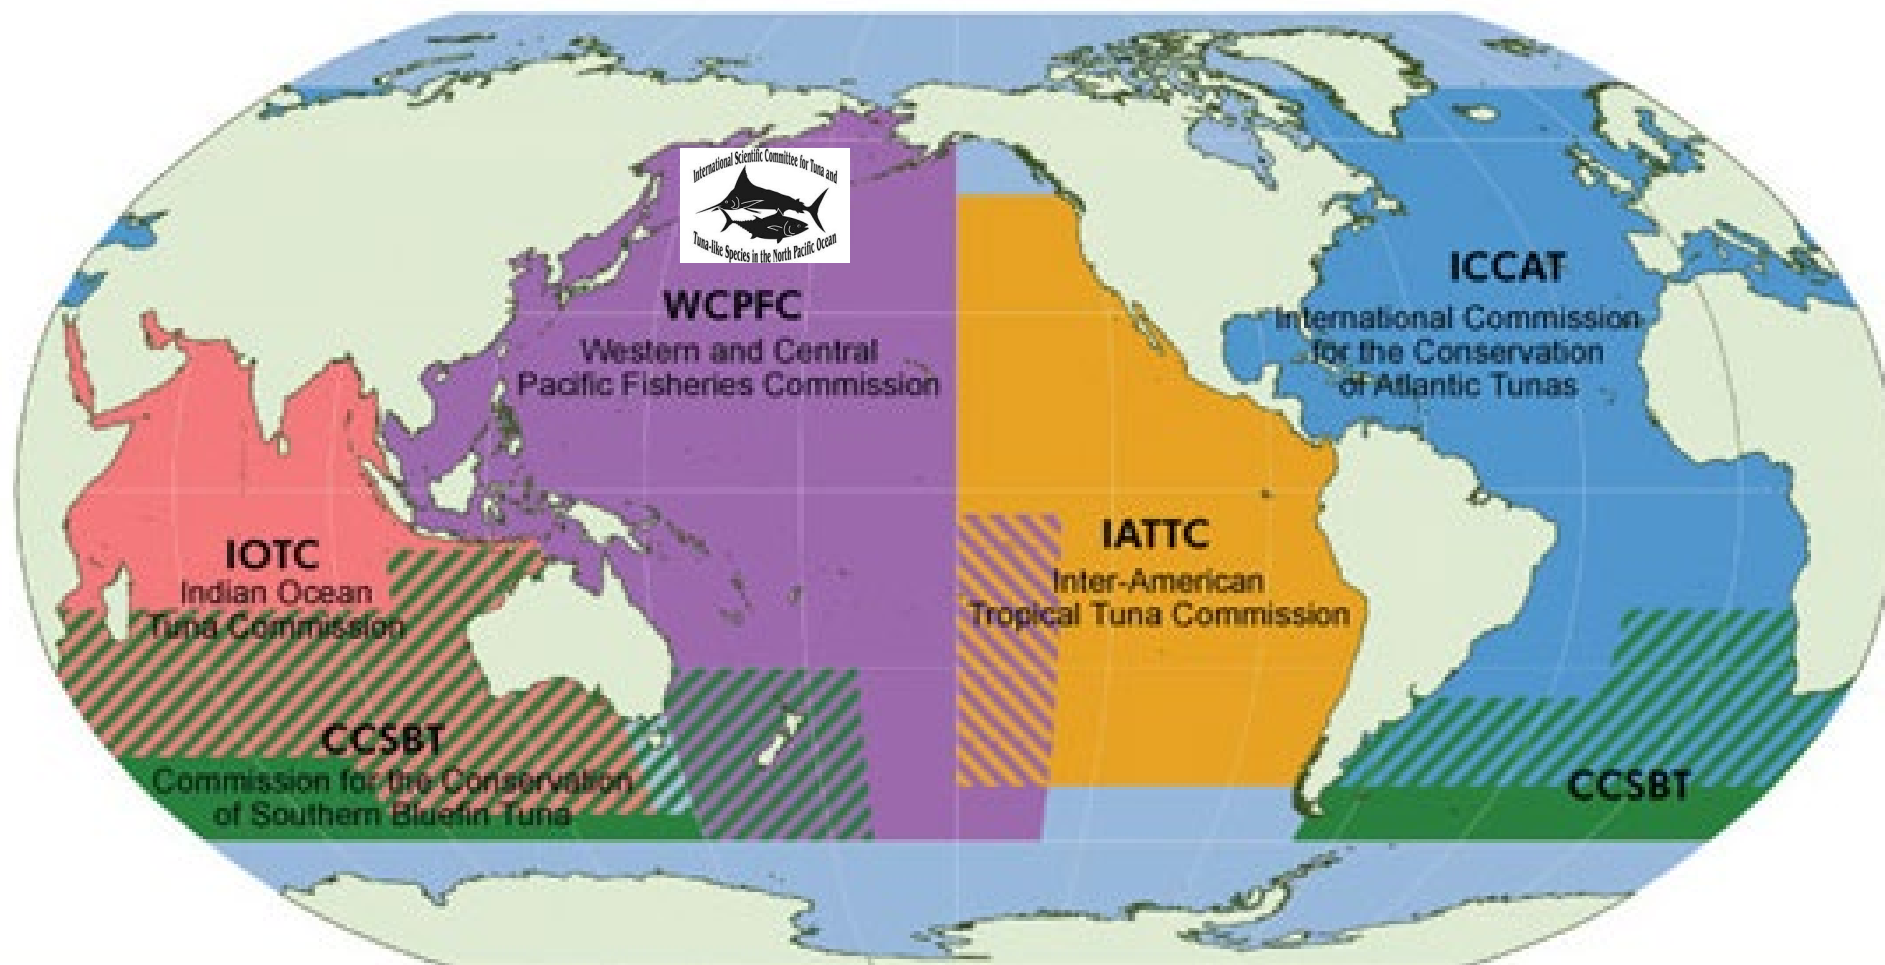 International Scientific Committee for Tuna and
Tuna-like Species in the North Pacific Ocean
WCPFC
Western and Central
Pacific Fisheries Commission
ICCAT
International Commission
for the Conservation
of Atlantic Tunas
IOTC
Indian Ocean
Tuna Commission
IATTC
Inter-American
Tropical Tuna Commission
CCSBT
Commission for the Conservation
of Southern Bluefin Tuna
CCSBT